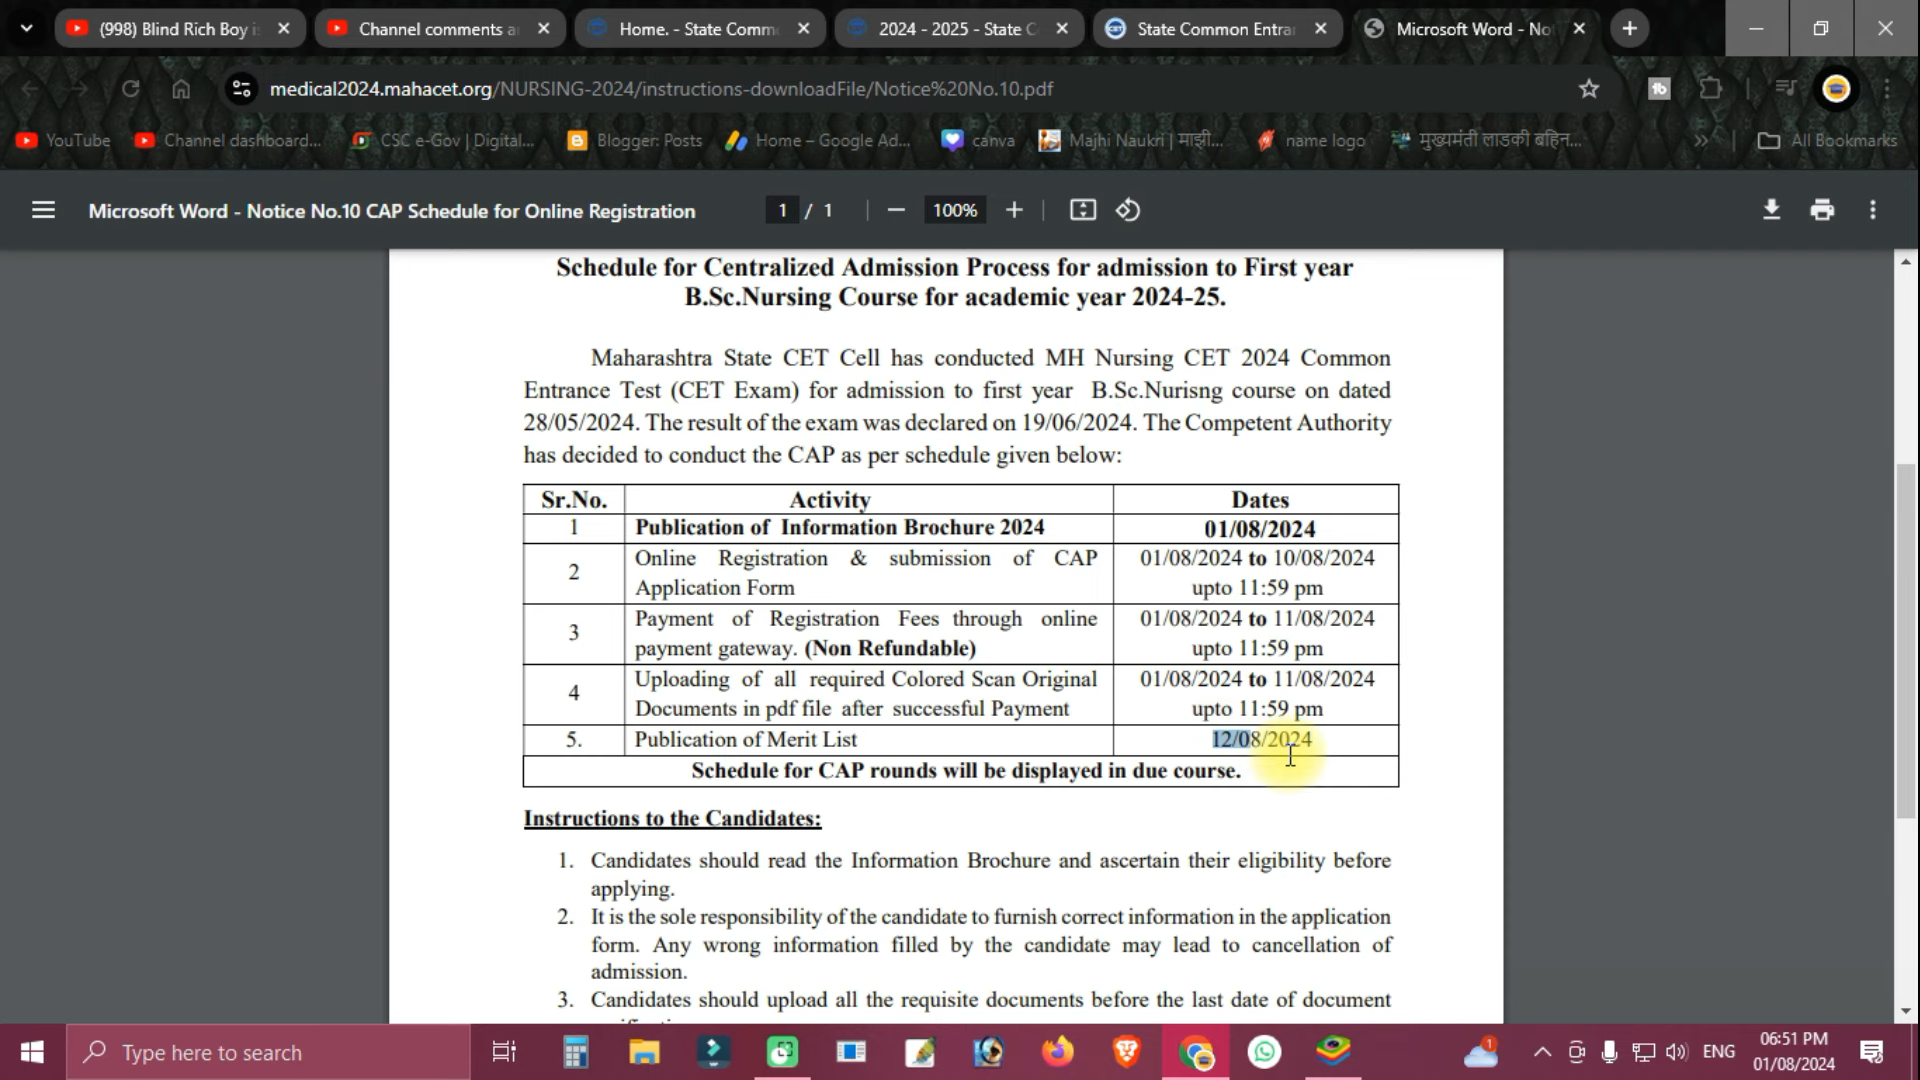 (998) Blind Rich Boy i
Channel comments a
Home. - State Comm
2024 - 2025 - State C
State Common Entra
Microsoft Word - No
medical2024.mahacet.org/NURSING-2024/instructions-downloadFile/Notice%20No.10.pdf
YouTube
Channel dashboard...
CSC e-Gov | Digital...
Blogger: Posts
Home – Google Ad...
canva
Majhi Naukri | माझी...
name logo
मुख्यमंती लाडकी बहिन...
All Bookmarks
Microsoft Word - Notice No.10 CAP Schedule for Online Registration
1 / 1
100%
Schedule for Centralized Admission Process for admission to First year
B.Sc.Nursing Course for academic year 2024-25.
Maharashtra State CET Cell has conducted MH Nursing CET 2024 Common
Entrance Test (CET Exam) for admission to first year B.Sc.Nurisng course on dated
28/05/2024. The result of the exam was declared on 19/06/2024. The Competent Authority
has decided to conduct the CAP as per schedule given below:
Sr.No. Activity Dates
1 Publication of Information Brochure 2024 01/08/2024
2 Online Registration & submission of CAP 01/08/2024 to 10/08/2024
Application Form upto 11:59 pm
3 Payment of Registration Fees through online 01/08/2024 to 11/08/2024
payment gateway. (Non Refundable) upto 11:59 pm
4 Uploading of all required Colored Scan Original 01/08/2024 to 11/08/2024
Documents in pdf file after successful Payment upto 11:59 pm
5. Publication of Merit List 12/08/2024
Schedule for CAP rounds will be displayed in due course.
Instructions to the Candidates:
1. Candidates should read the Information Brochure and ascertain their eligibility before
applying.
2. It is the sole responsibility of the candidate to furnish correct information in the application
form. Any wrong information filled by the candidate may lead to cancellation of
admission.
3. Candidates should upload all the requisite documents before the last date of document
Type here to search
1
ENG
06:51 PM
01/08/2024